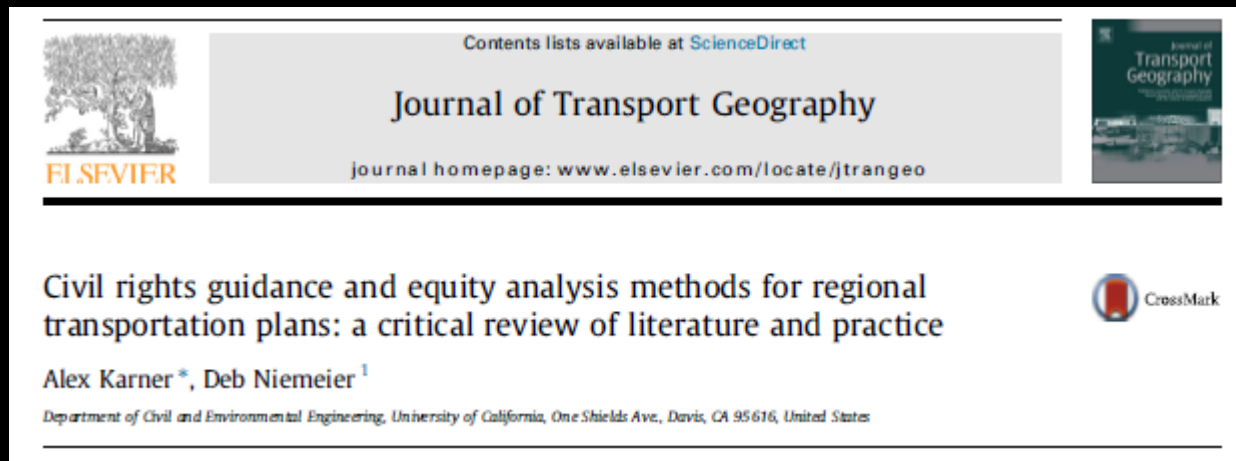 Contents lists available at ScienceDirect
Journal of Transport Geography
journal homepage: www.elsevier.com/locate/jtrangeo
ELSEVIER
Journal of
Transport
Geography
Civil rights guidance and equity analysis methods for regional
transportation plans: a critical review of literature and practice
CrossMark
Alex Karner *, Deb Niemeier 1
Department of Civil and Environmental Engineering, University of California, One Shields Ave., Davis, CA 95616, United States